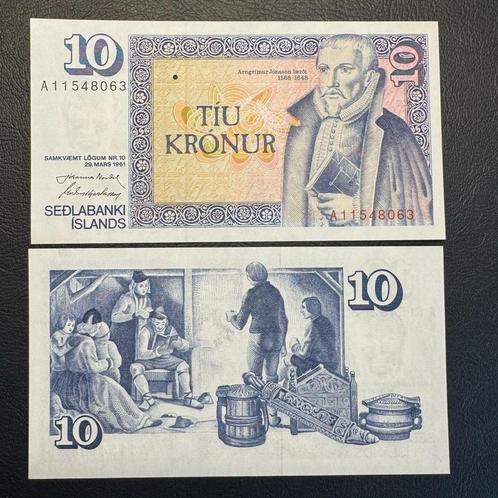 10
A11548063
Arngrímur Jónsson lærði
1568-1648
10
TÍU
KRÓNUR
SAMKVÆMT LÖGUM NR. 10
29. MARS 1961
SEÐLABANKI
ÍSLANDS
A11548063
10
10